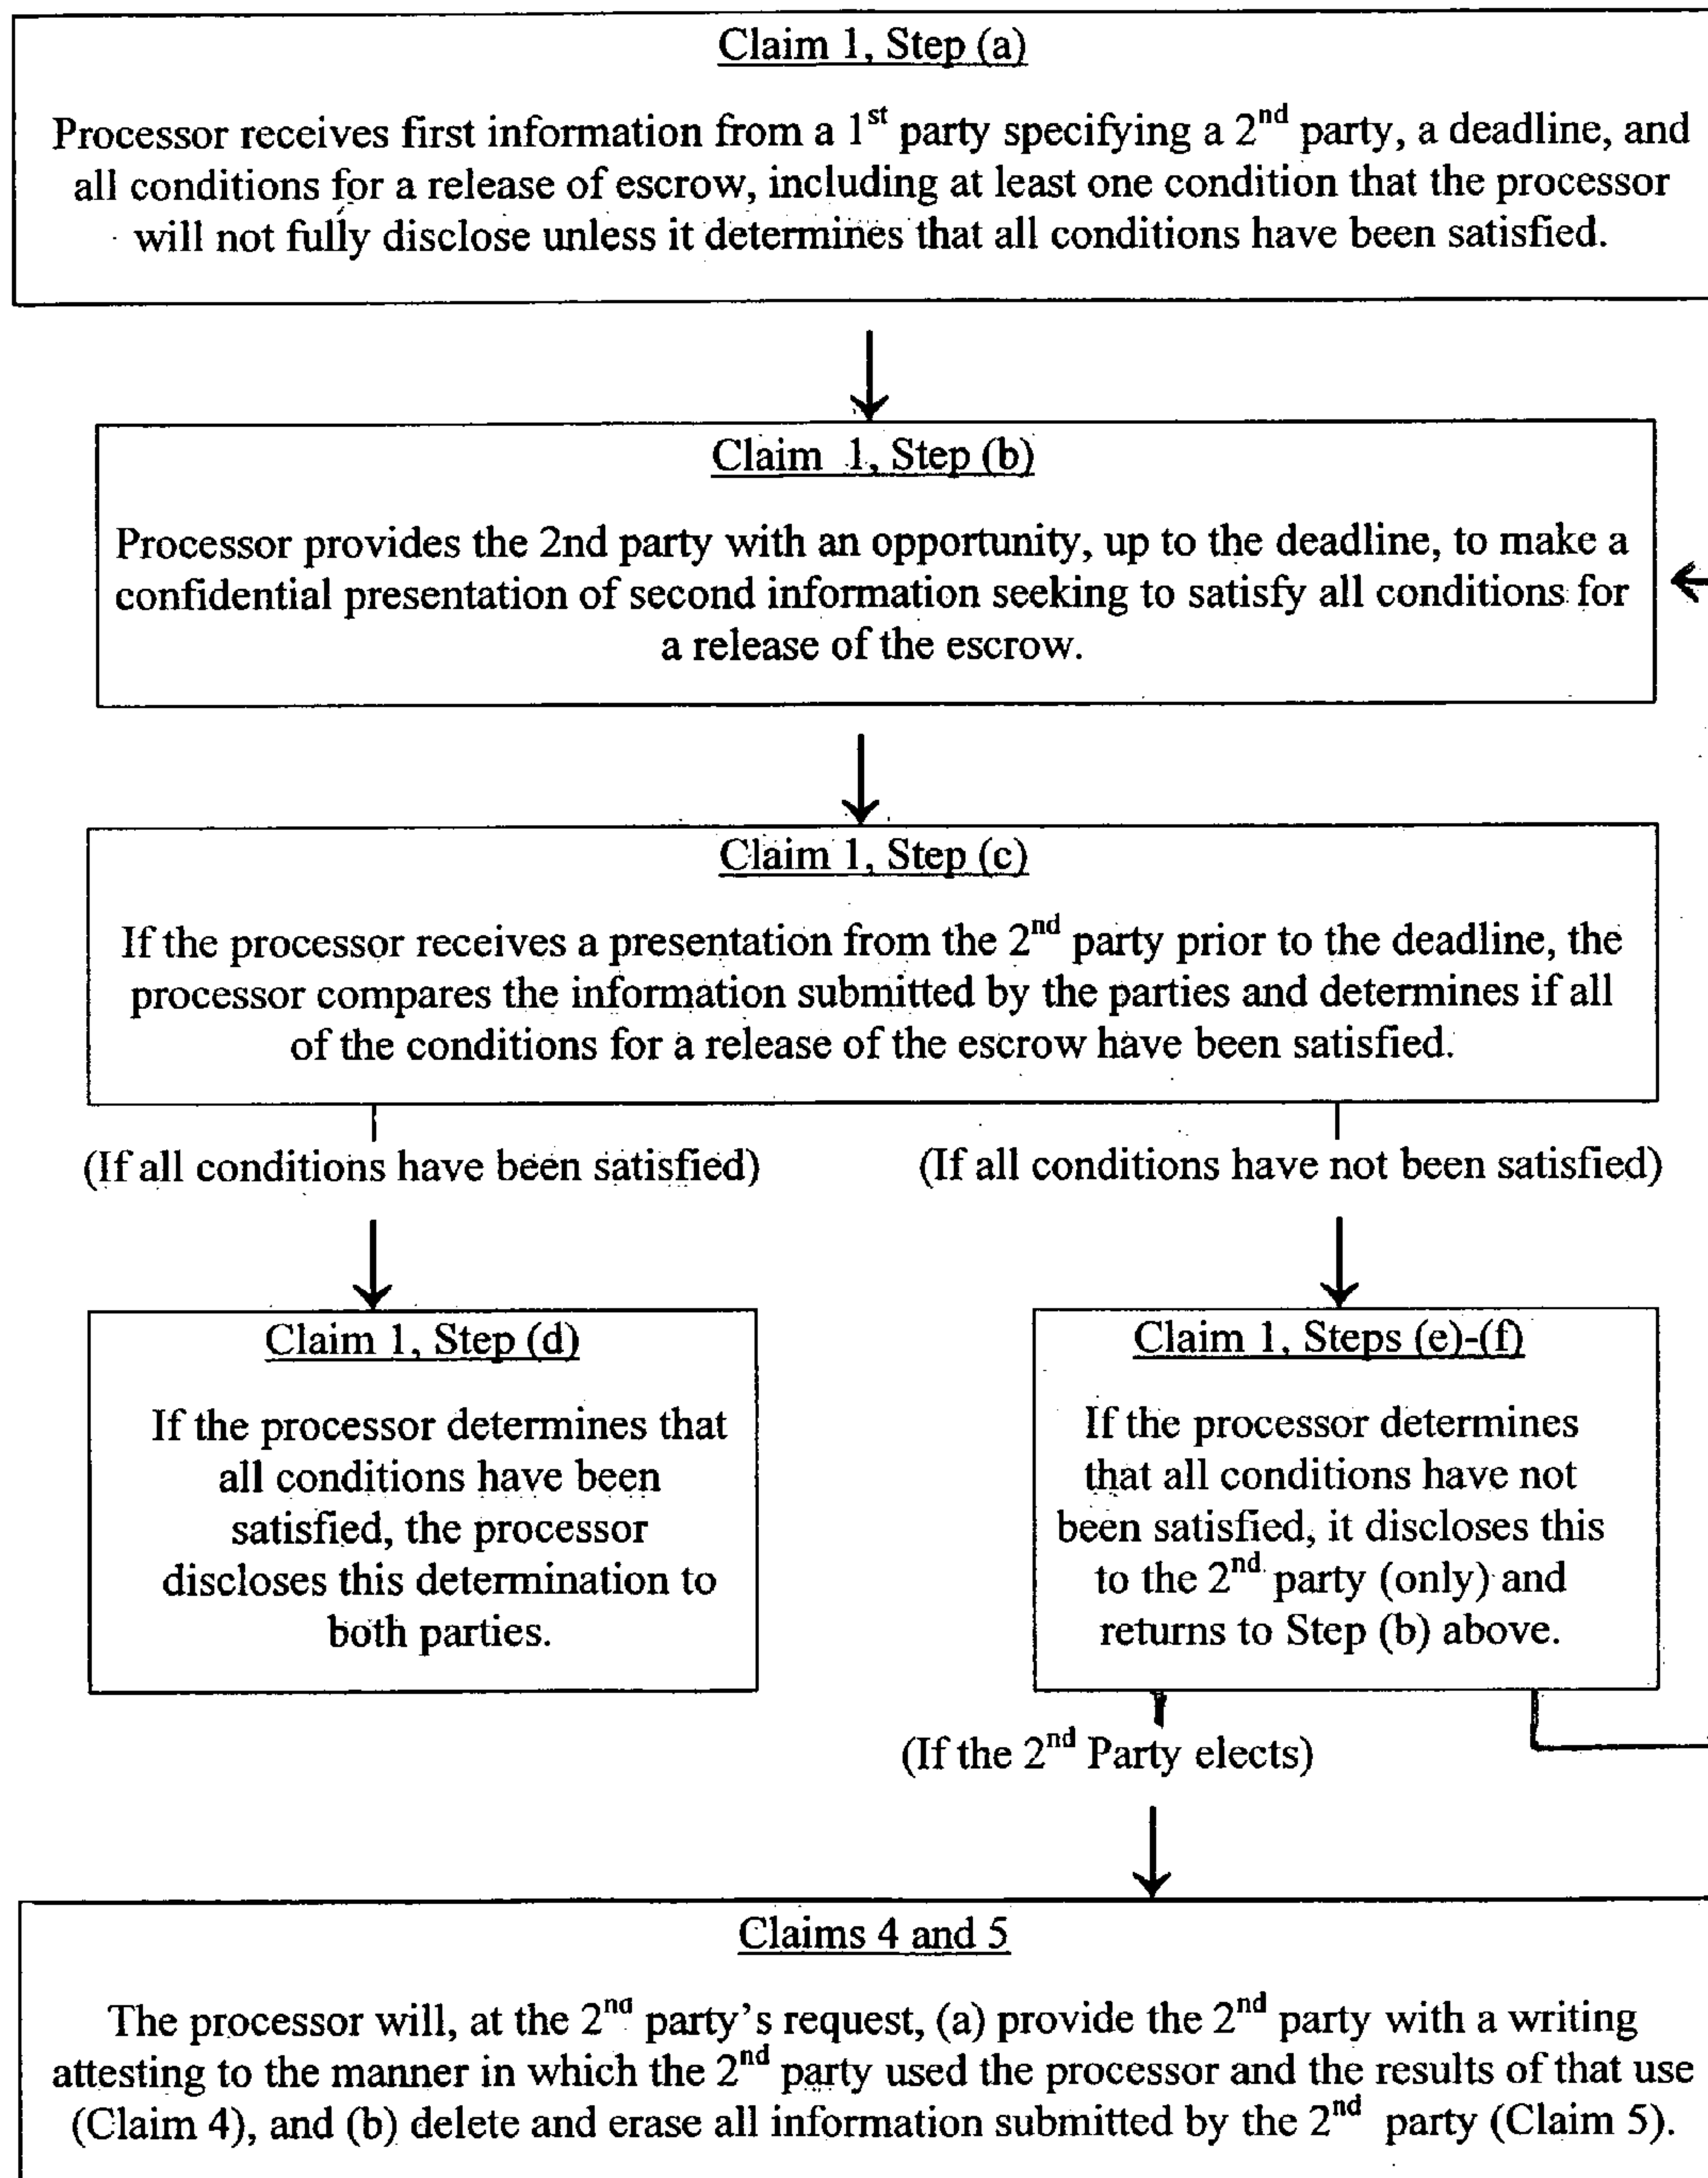 Claim 1, Step (a)
Processor receives first information from a 1st party specifying a 2nd party, a deadline, and
all conditions for a release of escrow, including at least one condition that the processor
will not fully disclose unless it determines that all conditions have been satisfied.
Claim 1, Step (b)
Processor provides the 2nd party with an opportunity, up to the deadline, to make a
confidential presentation of second information seeking to satisfy all conditions for
a release of the escrow.
Claim 1, Step (c)
If the processor receives a presentation from the 2nd party prior to the deadline, the
processor compares the information submitted by the parties and determines if all
of the conditions for a release of the escrow have been satisfied.
(If all conditions have been satisfied)
(If all conditions have not been satisfied)
Claim 1, Step (d)
If the processor determines that
all conditions have been
satisfied, the processor
discloses this determination to
both parties.
Claim 1, Steps (e)-(f)
If the processor determines
that all conditions have not
been satisfied, it discloses this
to the 2nd party (only) and
returns to Step (b) above.
(If the 2nd Party elects)
Claims 4 and 5
The processor will, at the 2nd party's request, (a) provide the 2nd party with a writing
attesting to the manner in which the 2nd party used the processor and the results of that use
(Claim 4), and (b) delete and erase all information submitted by the 2nd party (Claim 5).